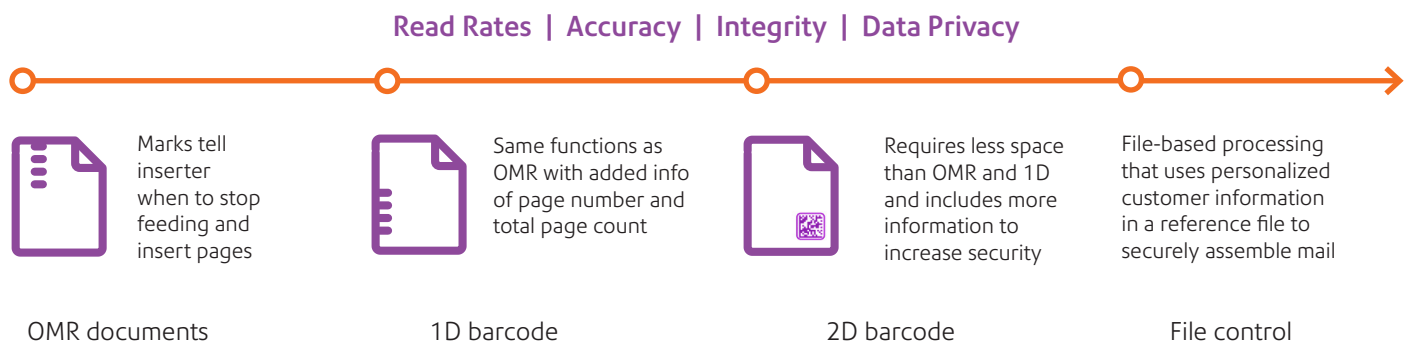 Read Rates | Accuracy | Integrity | Data Privacy
Marks tell
inserter
when to stop
feeding and
insert pages
Same functions as
OMR with added info
of page number and
total page count
Requires less space
than OMR and 1D
and includes more
information to
increase security
File-based processing
that uses personalized
customer information
in a reference file to
securely assemble mail
OMR documents
1D barcode
2D barcode
File control